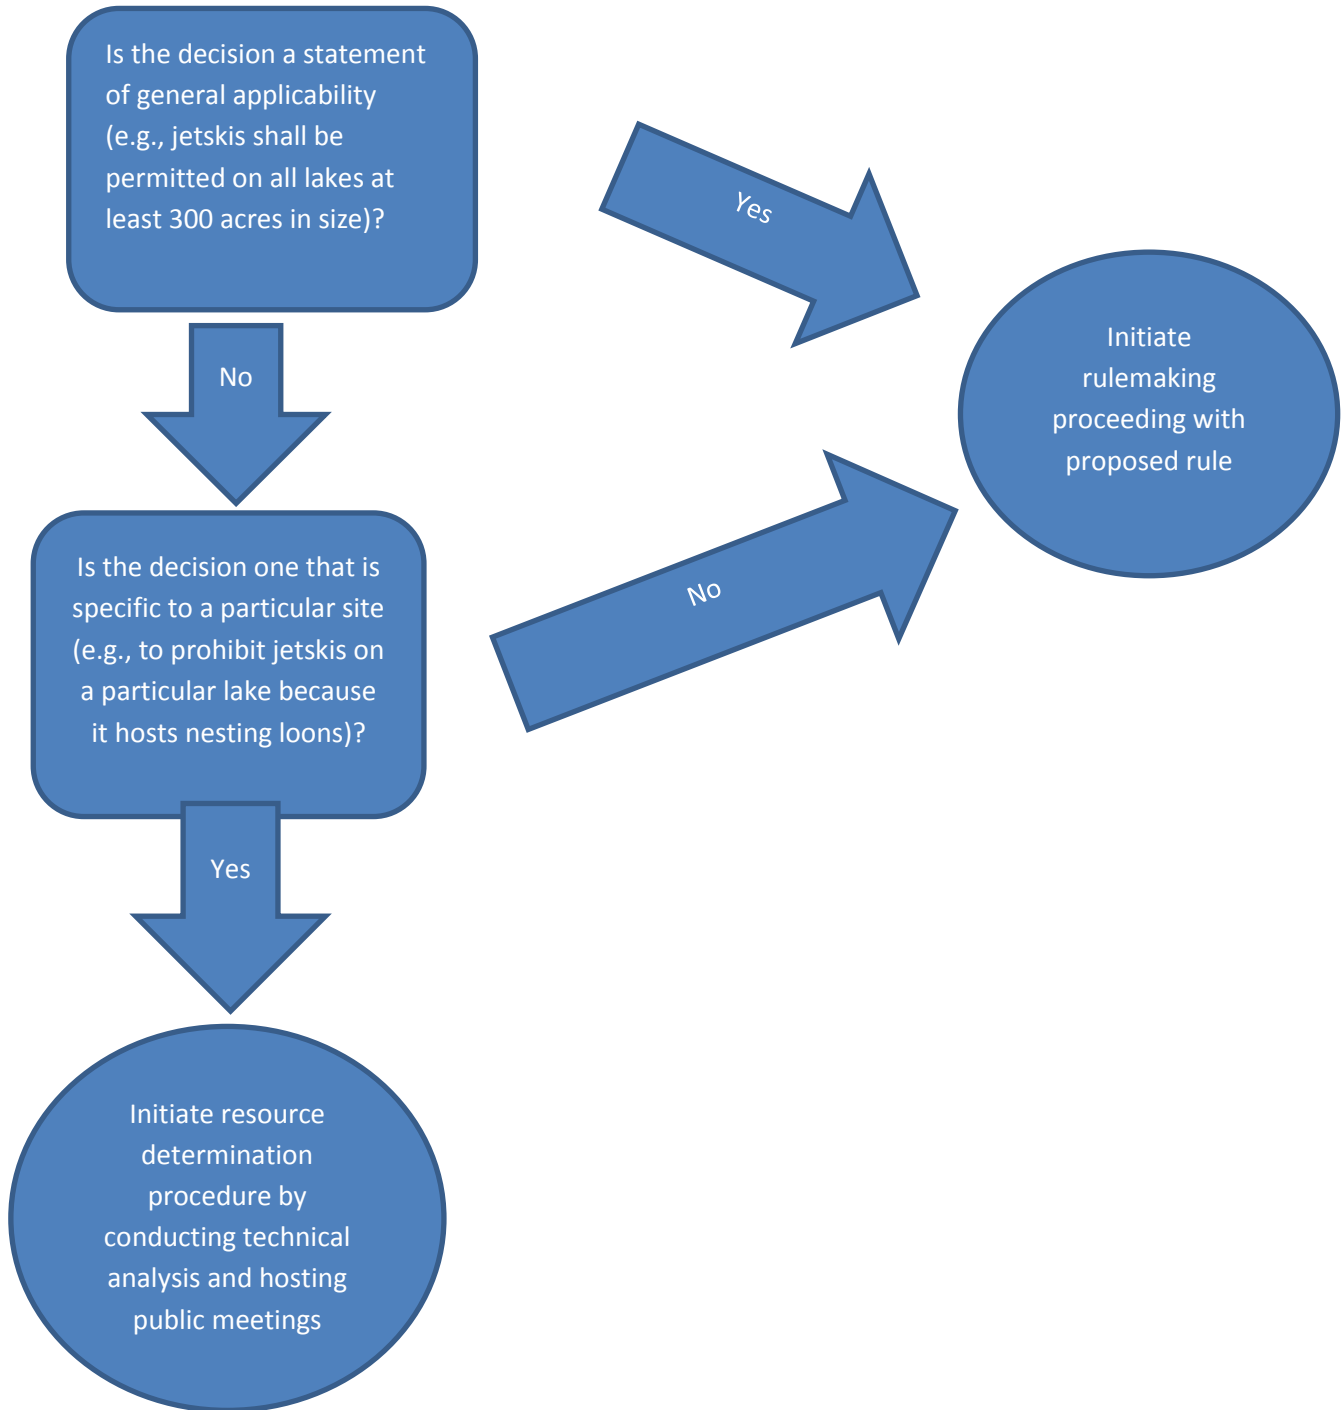 Is the decision a statement
of general applicability
(e.g., jetskis shall be
permitted on all lakes at
least 300 acres in size)?
Yes
Initiate
rulemaking
proceeding with
proposed rule
No
Is the decision one that is
specific to a particular site
(e.g., to prohibit jetskis on
a particular lake because
it hosts nesting loons)?
No
Yes
Initiate resource
determination
procedure by
conducting technical
analysis and hosting
public meetings